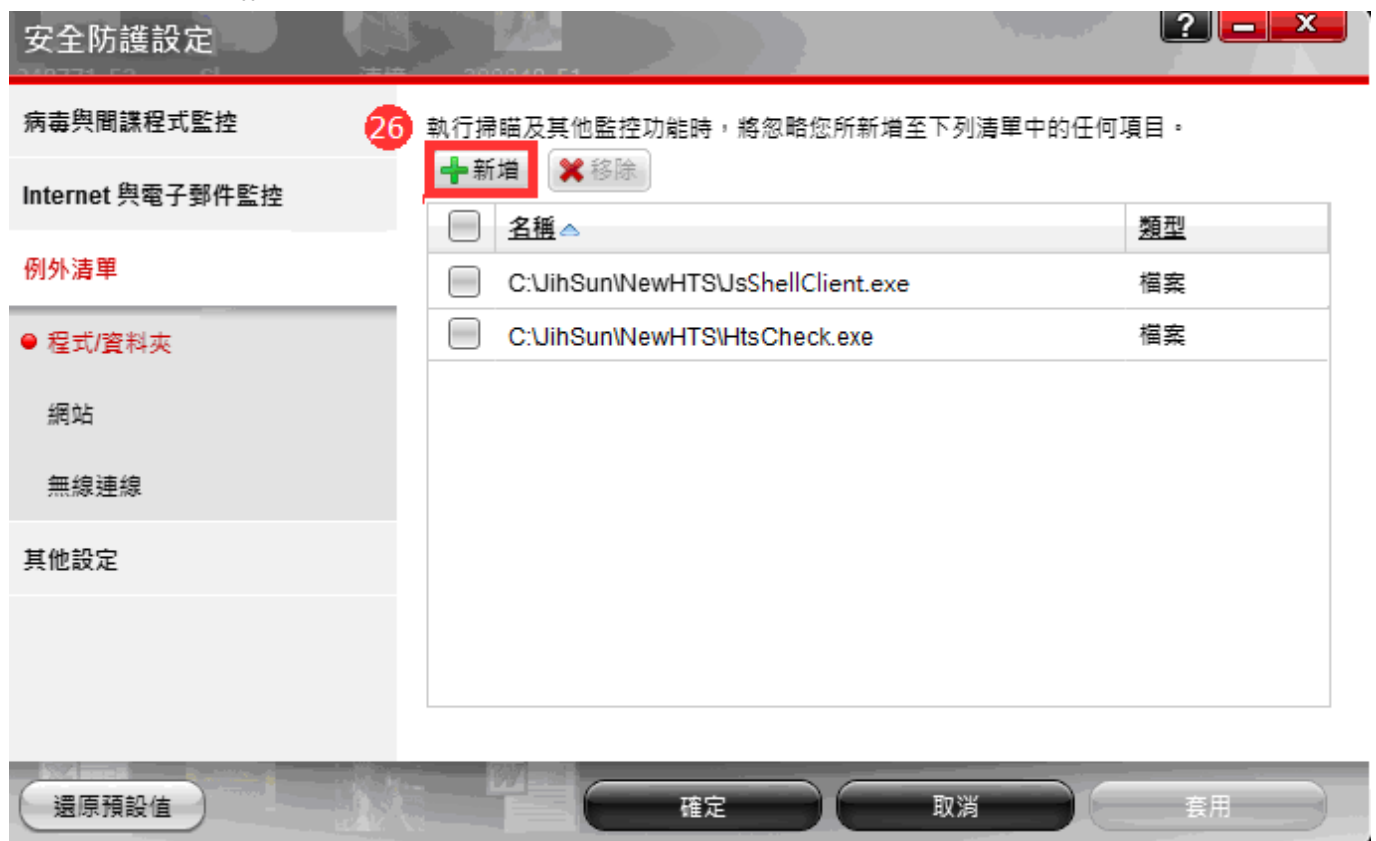 安全防護設定
? - X
病毒與間諜程式監控
Internet 與電子郵件監控
例外清單
程式/資料夾
網站
無線連線
其他設定
26 執行掃瞄及其他監控功能時，將忽略您所新增至下列清單中的任何項目。
新增 移除
名稱 類型
C:\JihSun\NewHTS\JsShellClient.exe 檔案
C:\JihSun\NewHTS\HtsCheck.exe 檔案
還原預設值 確定 取消 套用